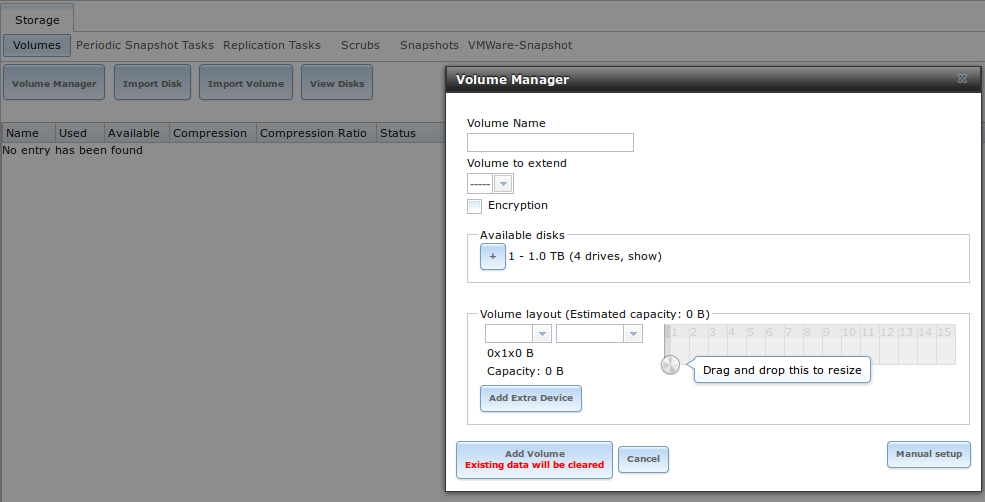 Storage
Volumes Periodic Snapshot Tasks Replication Tasks Scrubs Snapshots VMWare-Snapshot
Volume Manager Import Disk Import Volume View Disks
Name Used Available Compression Compression Ratio Status
No entry has been found
Volume Manager
Volume Name
Volume to extend
-----
Encryption
Available disks
+ 1 - 1.0 TB (4 drives, show)
Volume layout (Estimated capacity: 0 B)
1 2 3 4 5 6 7 8 9 10 11 12 13 14 15
0x1x0 B
Capacity: 0 B
Drag and drop this to resize
Add Extra Device
Add Volume
Existing data will be cleared
Cancel
Manual setup